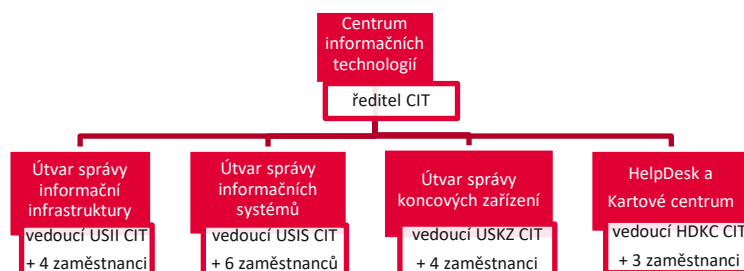 Centrum
informačních
technologií
ředitel CIT
Útvar správy
informační
infrastruktury
vedoucí USII CIT
+ 4 zaměstnanci
Útvar správy
informačních
systémů
vedoucí USIS CIT
+ 6 zaměstnanců
Útvar správy
koncových zařízení
vedoucí USKZ CIT
+ 4 zaměstnanci
HelpDesk a
Kartové centrum
vedoucí HDKC CIT
+ 3 zaměstnanci